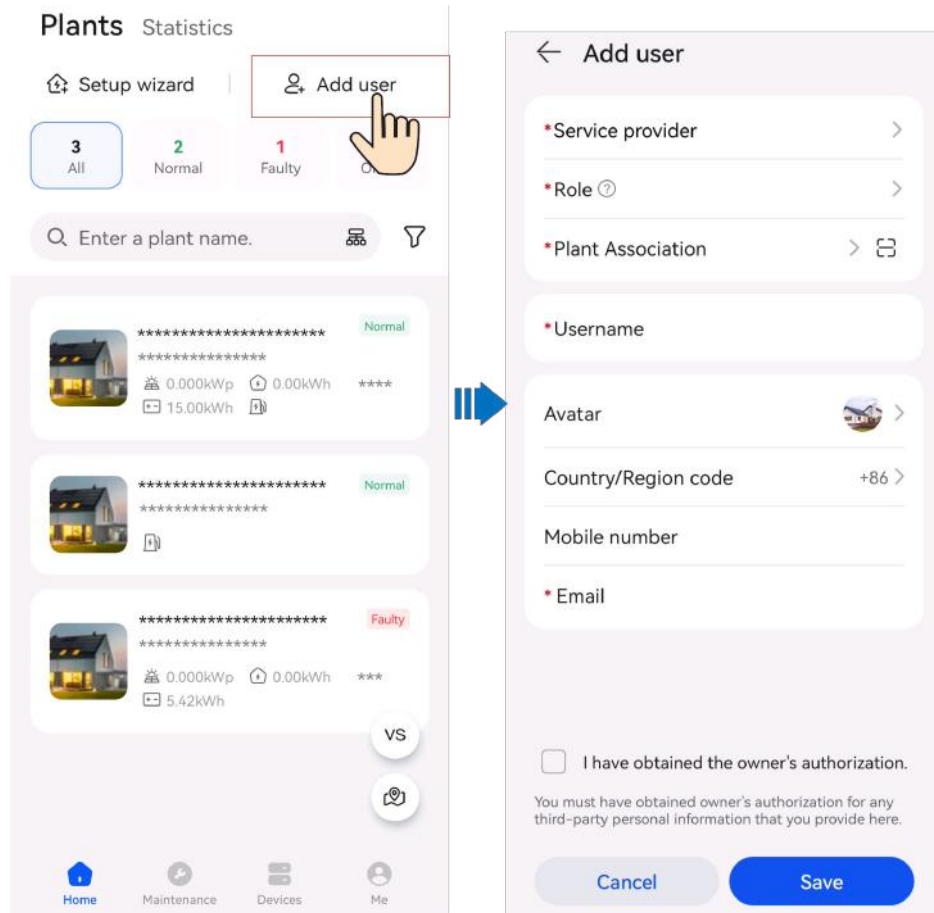 Plants Statistics
Setup wizard
Add user
3
All
2
Normal
1
Faulty
Enter a plant name.
**********************
Normal
***************
0.000kWp 0.00kWh ****
15.00kWh
**********************
Normal
***************
**********************
Faulty
***************
0.000kWp 0.00kWh ***
5.42kWh
VS
Home
Maintenance
Devices
Me
Add user
*Service provider
*Role
*Plant Association
*Username
Avatar
Country/Region code +86
Mobile number
* Email
I have obtained the owner's authorization.
You must have obtained owner's authorization for any
third-party personal information that you provide here.
Cancel
Save